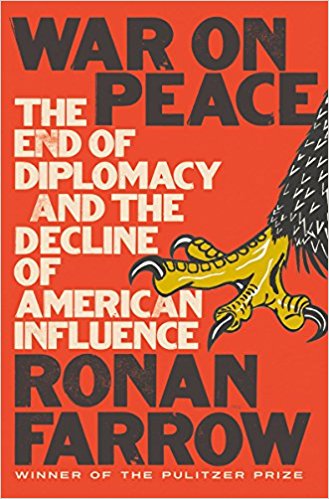 WAR ON
PEACE
THE
END OF
DIPLOMACY
AND THE
DECLINE
OF
AMERICAN
INFLUENCE
RONAN
FARROW
WINNER OF THE PULITZER PRIZE